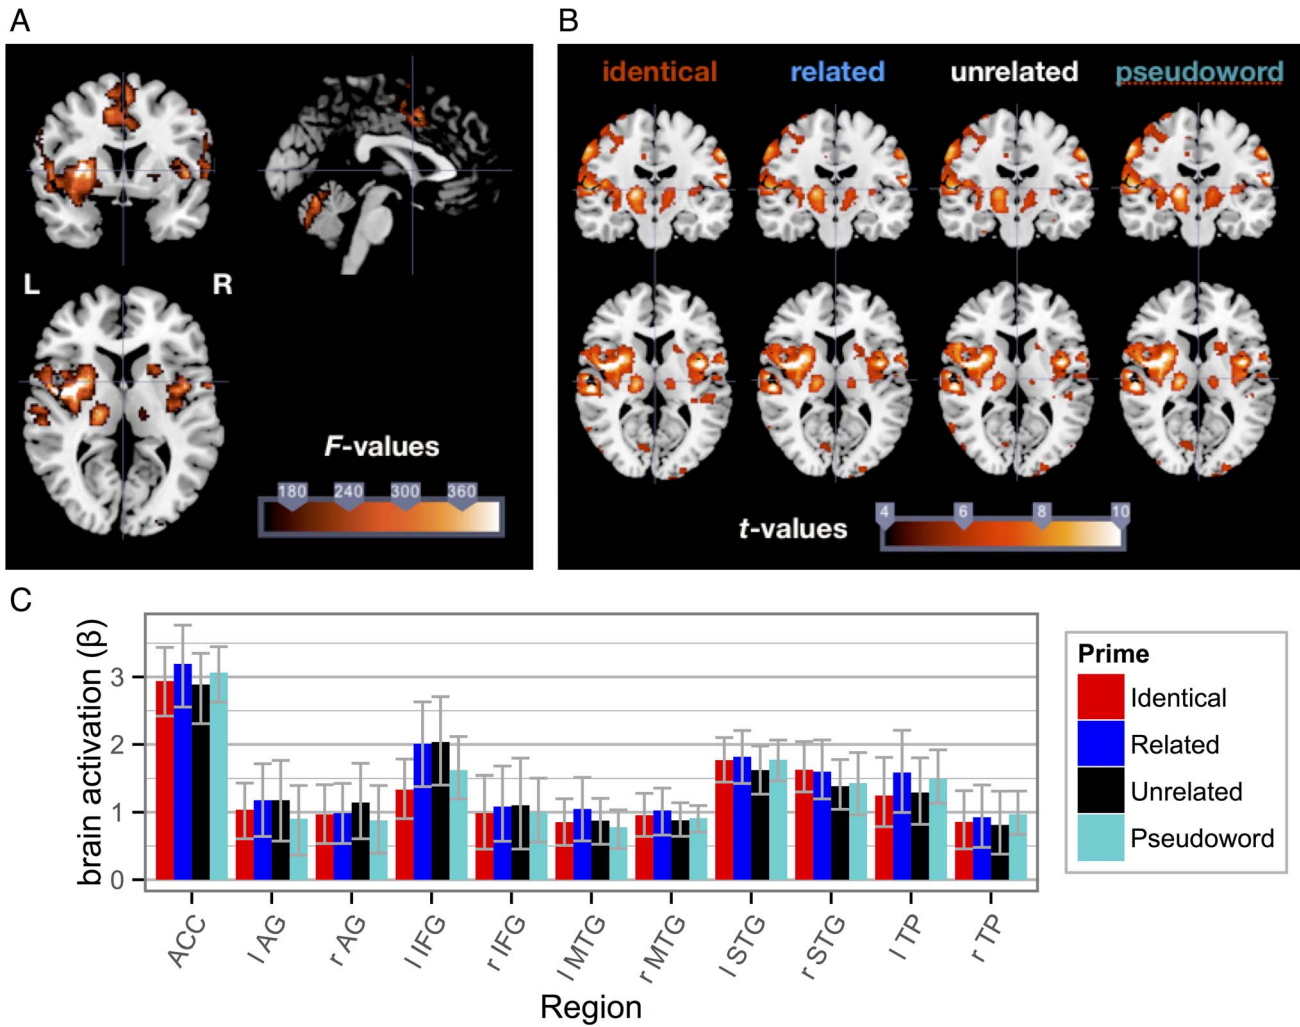 A
L
R
F-values
180 240 300 360
B
identical related unrelated pseudoword
t-values
4 6 8 10
C
brain activation (β)
3
2
1
0
ACC
l AG
r AG
l IFG
r IFG
l MTG
r MTG
l STG
r STG
l TP
r TP
Region
Prime
Identical
Related
Unrelated
Pseudoword